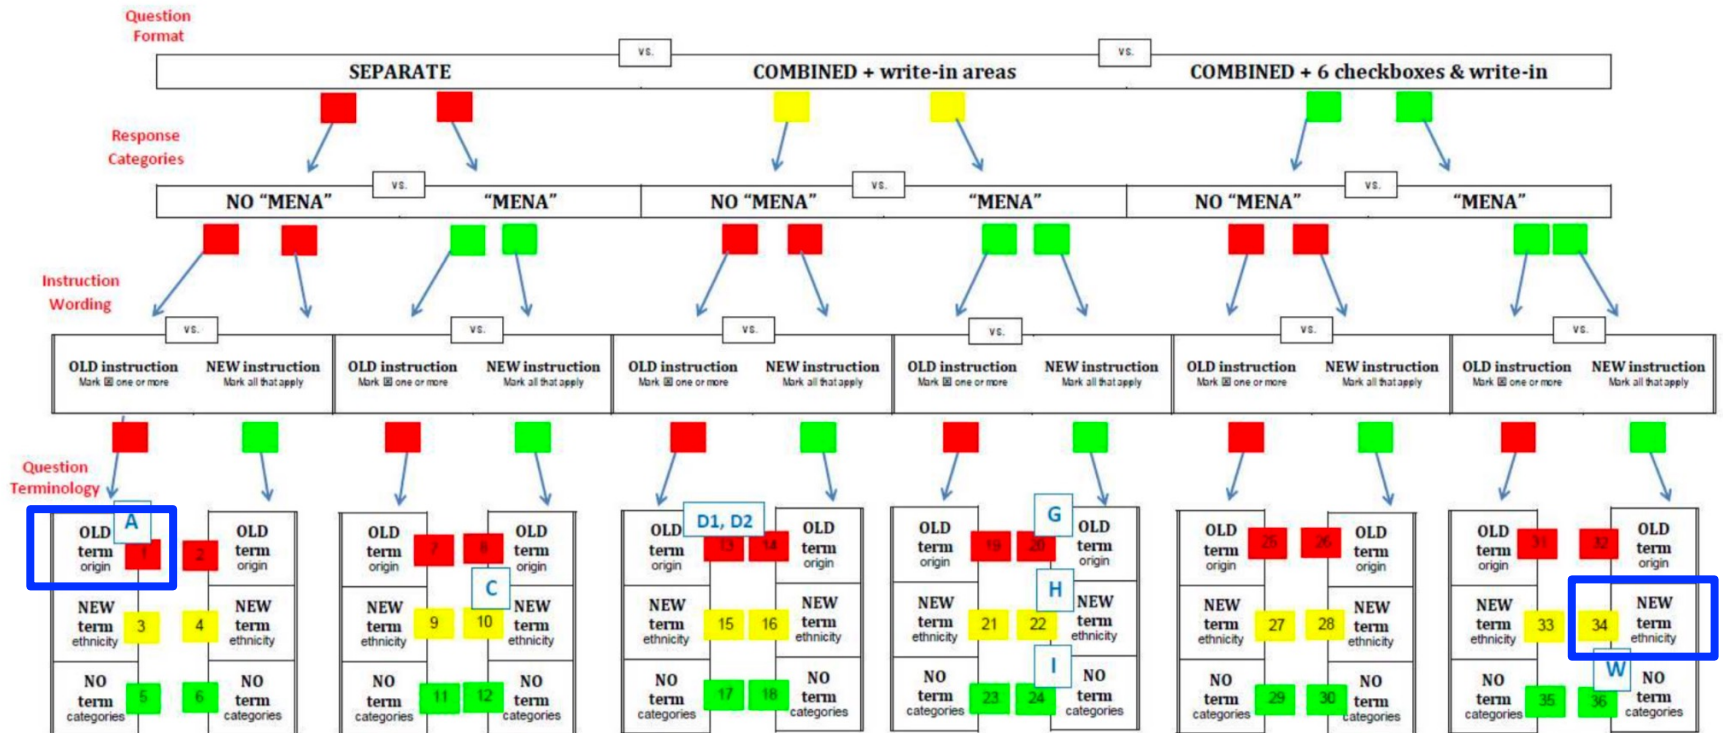 Question
Format
vs.
vs.
SEPARATE
COMBINED + write-in areas
COMBINED + 6 checkboxes & write-in
Response
Categories
vs.
vs.
vs.
NO “MENA”
“MENA”
NO “MENA”
“MENA”
NO “MENA”
“MENA”
Instruction
Wording
vs.
vs.
vs.
vs.
vs.
vs.
OLD instruction
Mark ☒ one or more
NEW instruction
Mark all that apply
OLD instruction
Mark ☒ one or more
NEW instruction
Mark all that apply
OLD instruction
Mark ☒ one or more
NEW instruction
Mark all that apply
OLD instruction
Mark ☒ one or more
NEW instruction
Mark all that apply
OLD instruction
Mark ☒ one or more
NEW instruction
Mark all that apply
OLD instruction
Mark ☒ one or more
NEW instruction
Mark all that apply
Question
Terminology
A
OLD
term
origin
1
2
OLD
term
origin
NEW
term
ethnicity
3
4
NEW
term
ethnicity
NO
term
categories
5
6
NO
term
categories
OLD
term
origin
7
8
OLD
term
origin
C
NEW
term
ethnicity
9
10
NEW
term
ethnicity
NO
term
categories
11
12
NO
term
categories
D1, D2
OLD
term
origin
13
14
OLD
term
origin
NEW
term
ethnicity
15
16
NEW
term
ethnicity
NO
term
categories
17
18
NO
term
categories
G
OLD
term
origin
19
20
OLD
term
origin
H
NEW
term
ethnicity
21
22
NEW
term
ethnicity
I
NO
term
categories
23
24
NO
term
categories
OLD
term
origin
25
26
OLD
term
origin
NEW
term
ethnicity
27
28
NEW
term
ethnicity
NO
term
categories
29
30
NO
term
categories
OLD
term
origin
31
32
OLD
term
origin
NEW
term
ethnicity
33
34
NEW
term
ethnicity
W
NO
term
categories
35
36
NO
term
categories